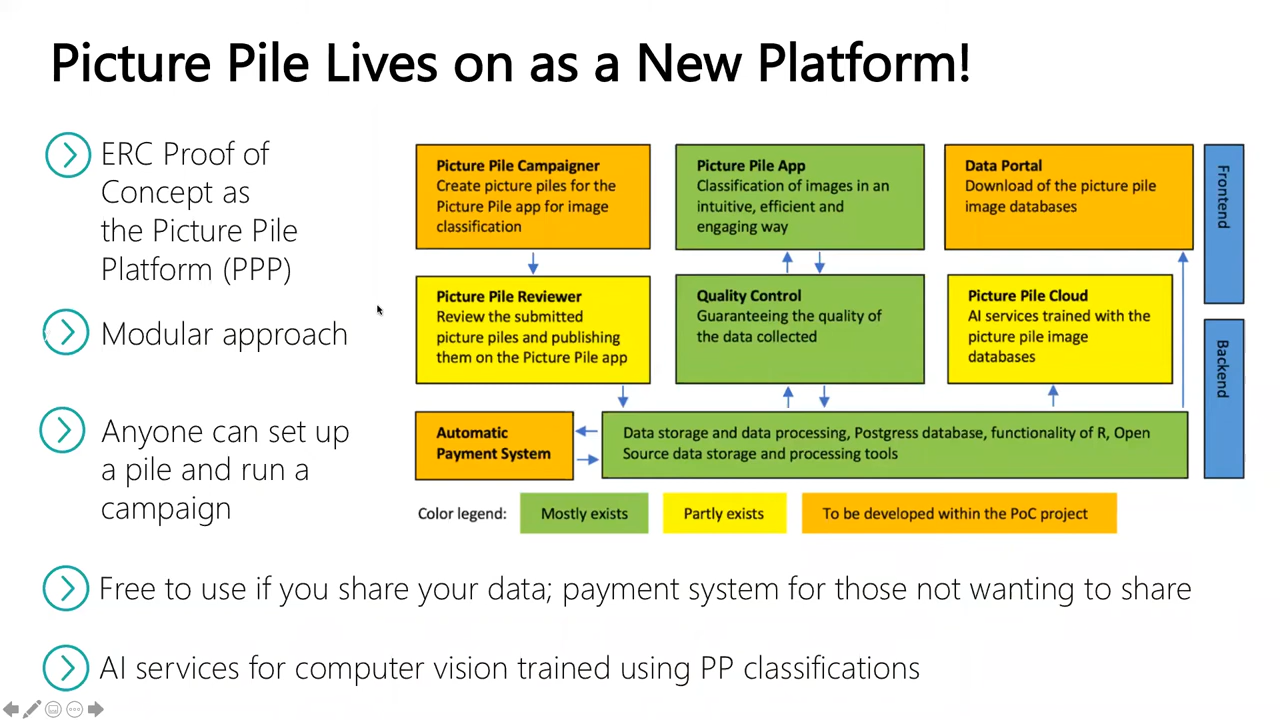 Picture Pile Lives on as a New Platform!
ERC Proof of
Concept as
the Picture Pile
Platform (PPP)
Modular approach
Anyone can set up
a pile and run a
campaign
Free to use if you share your data; payment system for those not wanting to share
AI services for computer vision trained using PP classifications
Picture Pile Campaigner
Create picture piles for the
Picture Pile app for image
classification
Picture Pile App
Classification of images in an
intuitive, efficient and
engaging way
Data Portal
Download of the picture pile
image databases
Frontend
Picture Pile Reviewer
Review the submitted
picture piles and publishing
them on the Picture Pile app
Quality Control
Guaranteeing the quality of
the data collected
Picture Pile Cloud
AI services trained with the
picture pile image
databases
Backend
Automatic
Payment System
Data storage and data processing, Postgress database, functionality of R, Open
Source data storage and processing tools
Color legend:
Mostly exists
Partly exists
To be developed within the PoC project